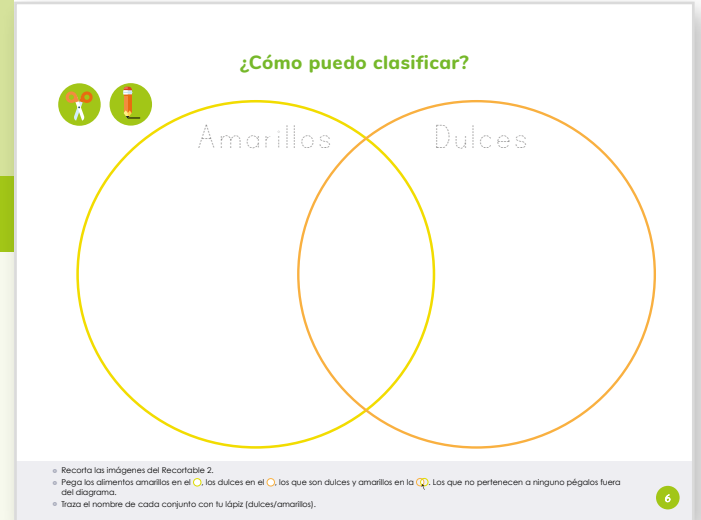 ¿Cómo puedo clasificar?
Amarillos Dulces
Recorta las imágenes del Recortable 2.
Pega los alimentos amarillos en el , los dulces en el , los que son dulces y amarillos en la . Los que no pertenecen a ninguno pégalos fuera
del diagrama.
Traza el nombre de cada conjunto con tu lápiz (dulces/amarillos).
6